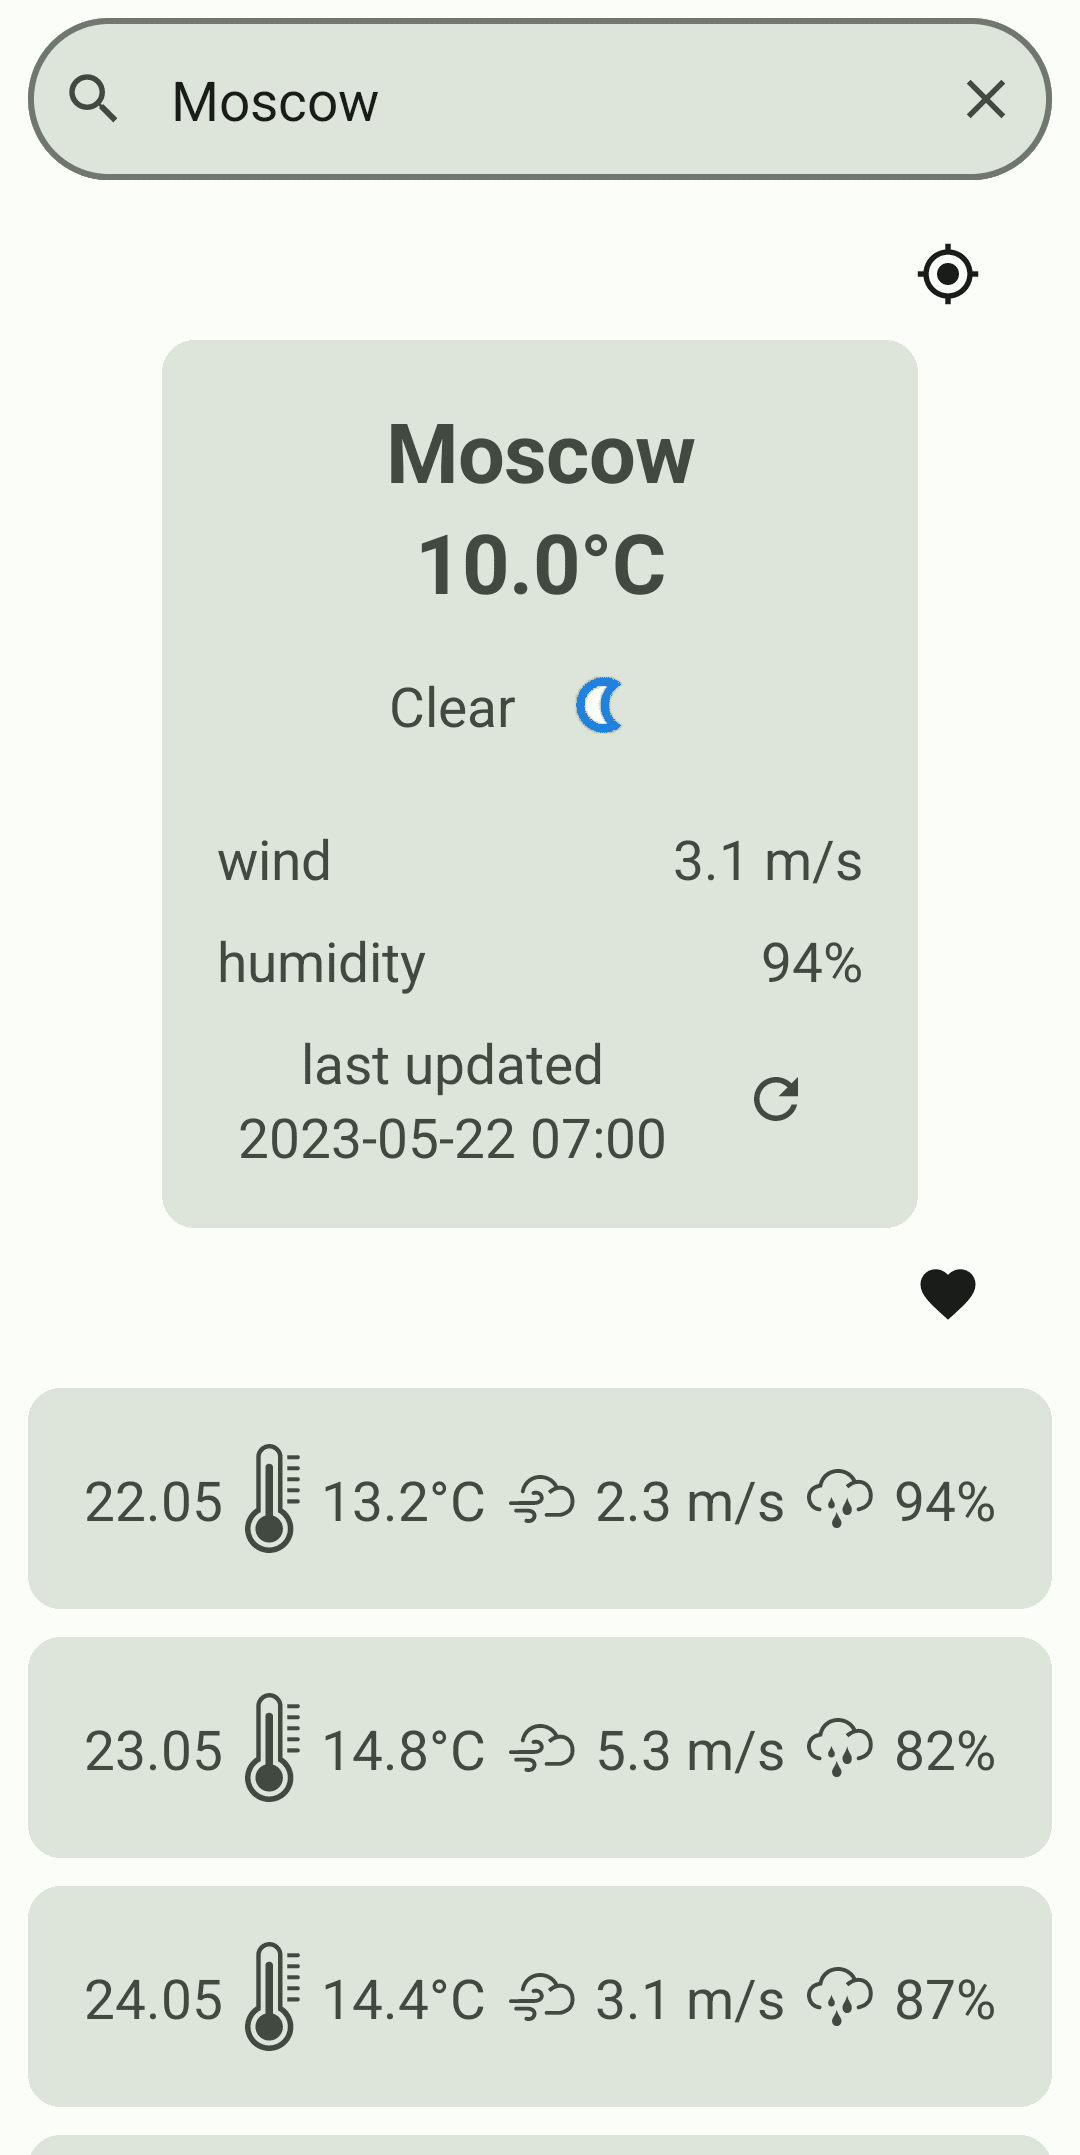 Moscow
Moscow
10.0°C
Clear
wind 3.1 m/s
humidity 94%
last updated
2023-05-22 07:00
22.05 13.2°C 2.3 m/s 94%
23.05 14.8°C 5.3 m/s 82%
24.05 14.4°C 3.1 m/s 87%